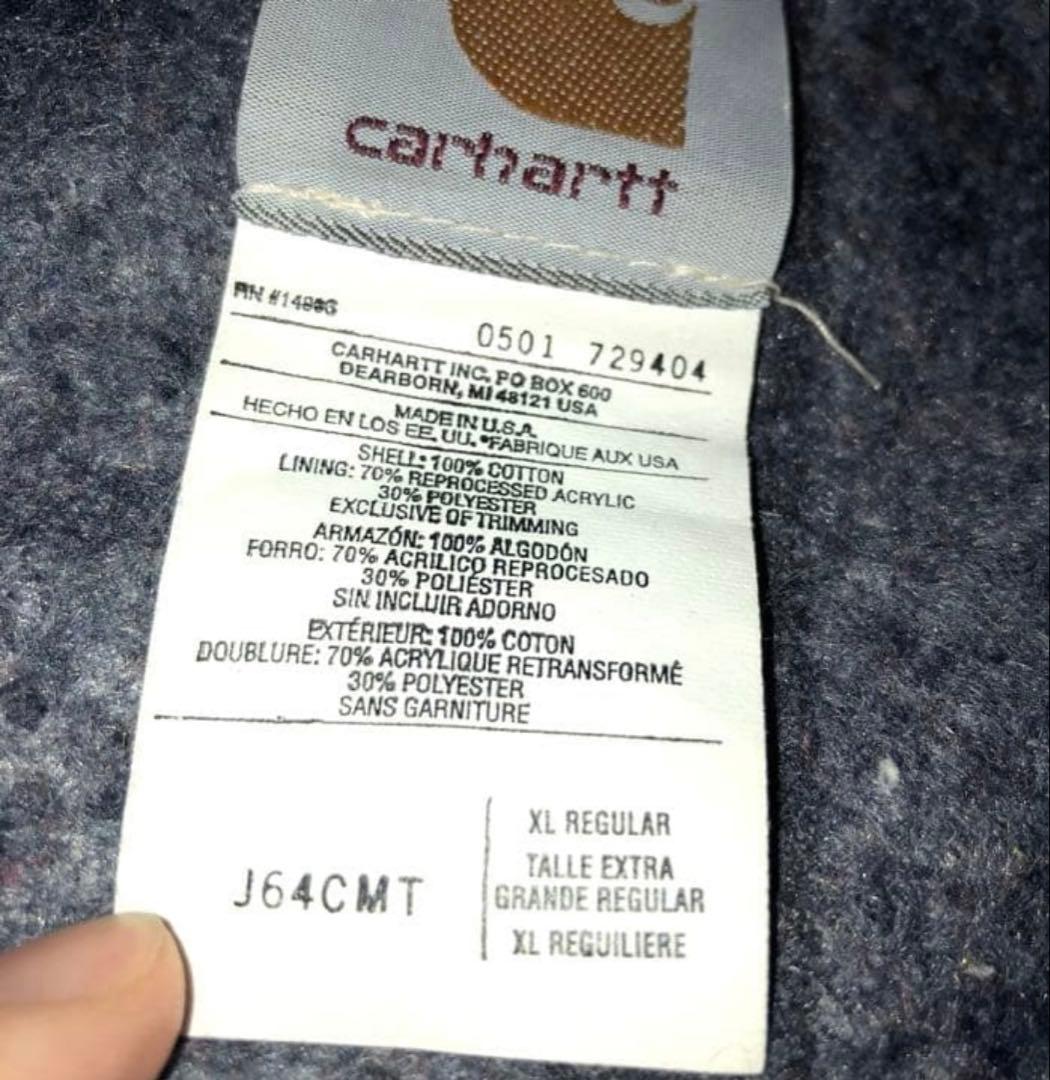 carhartt
RN #14806
0501 729404
CARHARTT INC, PO BOX 600
DEARBORN, MI 48121 USA
MADE IN U.S.A.
HECHO EN LOS EE. UU. •FABRIQUE AUX USA
SHELL: 100% COTTON
LINING: 70% REPROCESSED ACRYLIC
30% POLYESTER
EXCLUSIVE OF TRIMMING
ARMAZÓN: 100% ALGODÓN
FORRO: 70% ACRILICO REPROCESADO
30% POLIÉSTER
SIN INCLUIR ADORNO
EXTÉRIEUR: 100% COTON
DOUBLURE: 70% ACRYLIQUE RETRANSFORMÉ
30% POLYESTER
SANS GARNITURE
J64CMT
XL REGULAR
TALLE EXTRA
GRANDE REGULAR
XL REGUILIERE